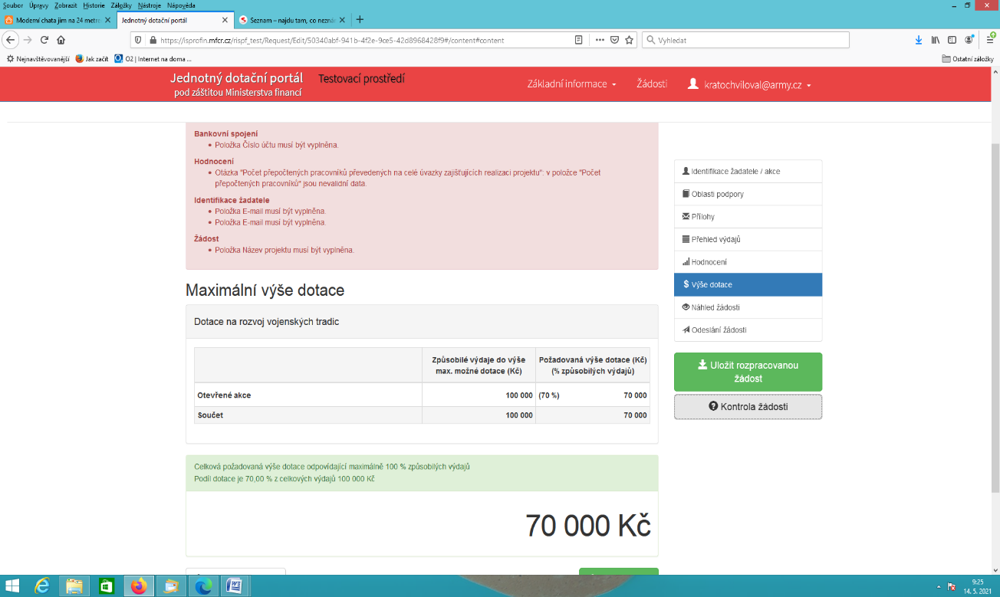 Soubor Úpravy Zobrazit Historie Záložky Nástroje Nápověda
Moderní chata jim na 24 metre
Jednotný dotační portál
Seznam – najdu tam, co nezná
https://isprofin.mfcr.cz/rispf_test/Request/Edit/50340abf-941b-4f2e-9ce5-42d8968428f9#/content#content
Vyhledat
Nejnavštěvovanější Jak začít O2 | Internet na doma ...
Ostatní záložky
Jednotný dotační portál
pod záštitou Ministerstva financí
Testovací prostředí
Základní informace
Žádosti
kratochviloval@army.cz
Bankovní spojení
• Položka Číslo účtu musí být vyplněna.
Hodnocení
• Otázka "Počet přepočtených pracovníků převedených na celé úvazky zajišťujících realizaci projektu": v položce "Počet
přepočtených pracovníků" jsou nevalidní data.
Identifikace žadatele
• Položka E-mail musí být vyplněna.
• Položka E-mail musí být vyplněna.
Žádost
• Položka Název projektu musí být vyplněna.
Maximální výše dotace
Dotace na rozvoj vojenských tradic
Způsobilé výdaje do výše
max. možné dotace (Kč)
Požadovaná výše dotace (Kč)
(% způsobilých výdajů)
Otevřené akce 100 000 (70 %) 70 000
Součet 100 000 70 000
Celková požadovaná výše dotace odpovídající maximálně 100 % způsobilých výdajů
Podíl dotace je 70,00 % z celkových výdajů 100 000 Kč
70 000 Kč
Identifikace žadatele / akce
Oblasti podpory
Přílohy
Přehled výdajů
Hodnocení
$ Výše dotace
Náhled žádosti
Odeslání žádosti
Uložit rozpracovanou
žádost
Kontrola žádosti
9:25
14. 5. 2021